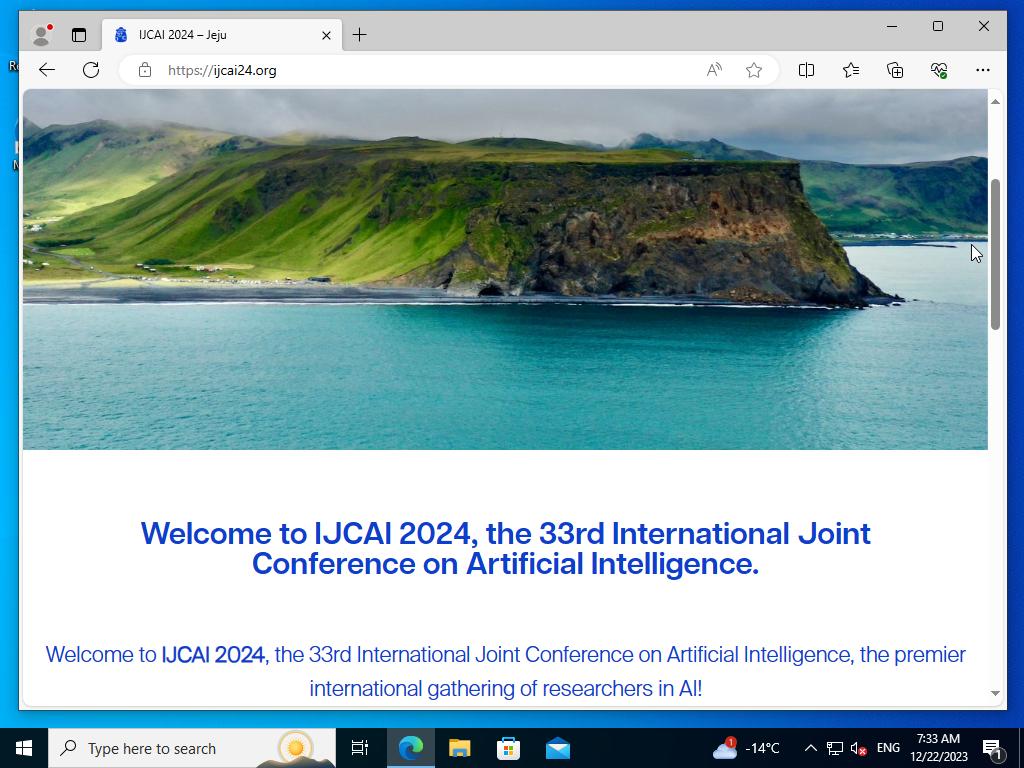 IJCAI 2024 – Jeju
https://ijcai24.org
Welcome to IJCAI 2024, the 33rd International Joint
Conference on Artificial Intelligence.
Welcome to IJCAI 2024, the 33rd International Joint Conference on Artificial Intelligence, the premier
international gathering of researchers in AI!
Type here to search
1
-14°C
ENG
7:33 AM
12/22/2023
1